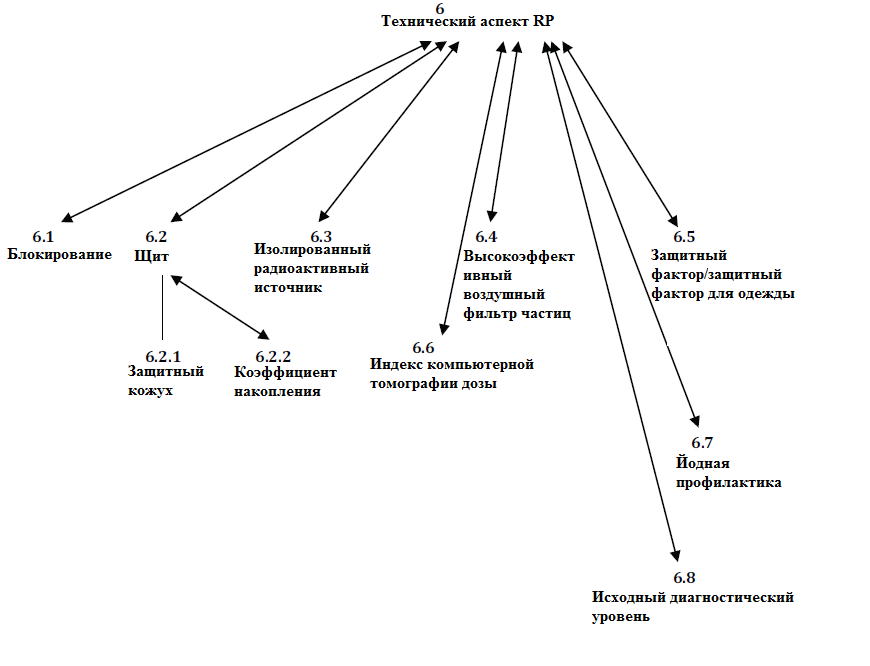 6
Технический аспект RP
6.1
Блокирование
6.2
Щит
6.3
Изолированный
радиоактивный
источник
6.4
Высокоэффект
ивный
воздушный
фильтр частиц
6.5
Защитный
фактор/защитный
фактор для одежды
6.2.1
Защитный
кожух
6.2.2
Коэффициент
накопления
6.6
Индекс компьютерной
томографии дозы
6.7
Йодная
профилактика
6.8
Исходный диагностический
уровень